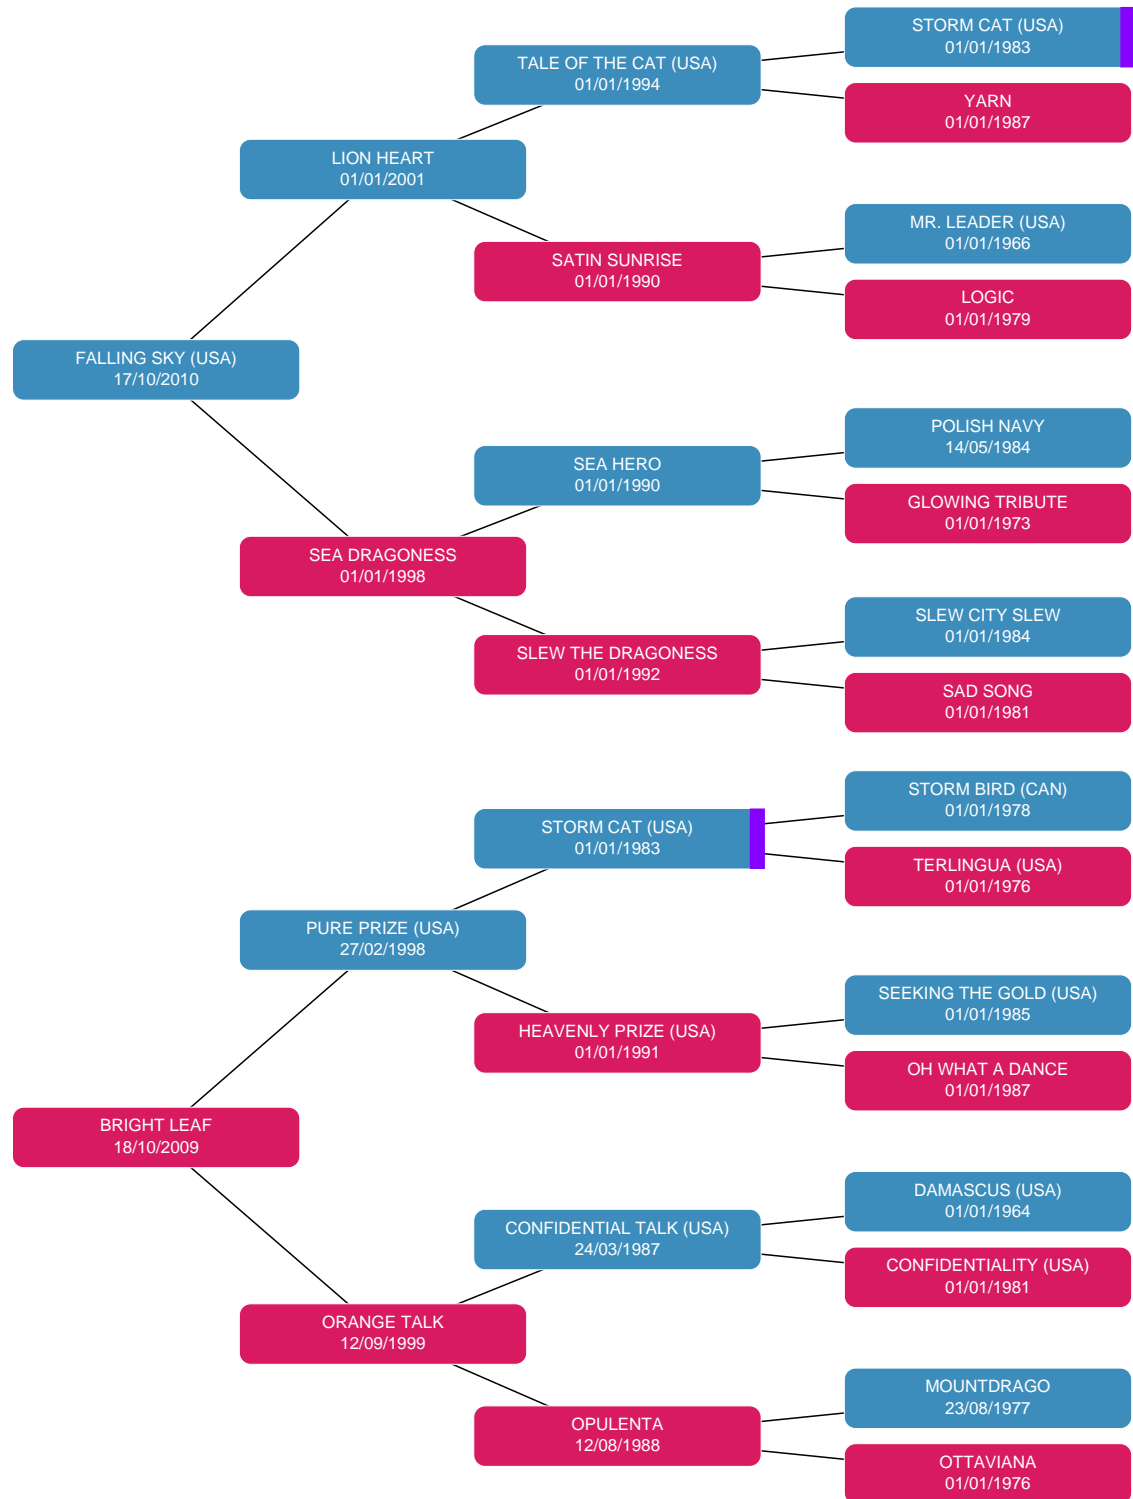 STORM CAT (USA)
01/01/1983
TALE OF THE CAT (USA)
01/01/1994
YARN
01/01/1987
LION HEART
01/01/2001
MR. LEADER (USA)
01/01/1966
SATIN SUNRISE
01/01/1990
LOGIC
01/01/1979
FALLING SKY (USA)
17/10/2010
POLISH NAVY
14/05/1984
SEA HERO
01/01/1990
GLOWING TRIBUTE
01/01/1973
SEA DRAGONESS
01/01/1998
SLEW CITY SLEW
01/01/1984
SLEW THE DRAGONESS
01/01/1992
SAD SONG
01/01/1981
STORM BIRD (CAN)
01/01/1978
STORM CAT (USA)
01/01/1983
TERLINGUA (USA)
01/01/1976
PURE PRIZE (USA)
27/02/1998
SEEKING THE GOLD (USA)
01/01/1985
HEAVENLY PRIZE (USA)
01/01/1991
OH WHAT A DANCE
01/01/1987
BRIGHT LEAF
18/10/2009
DAMASCUS (USA)
01/01/1964
CONFIDENTIAL TALK (USA)
24/03/1987
CONFIDENTIALITY (USA)
01/01/1981
ORANGE TALK
12/09/1999
MOUNTDRAGO
23/08/1977
OPULENTA
12/08/1988
OTTAVIANA
01/01/1976